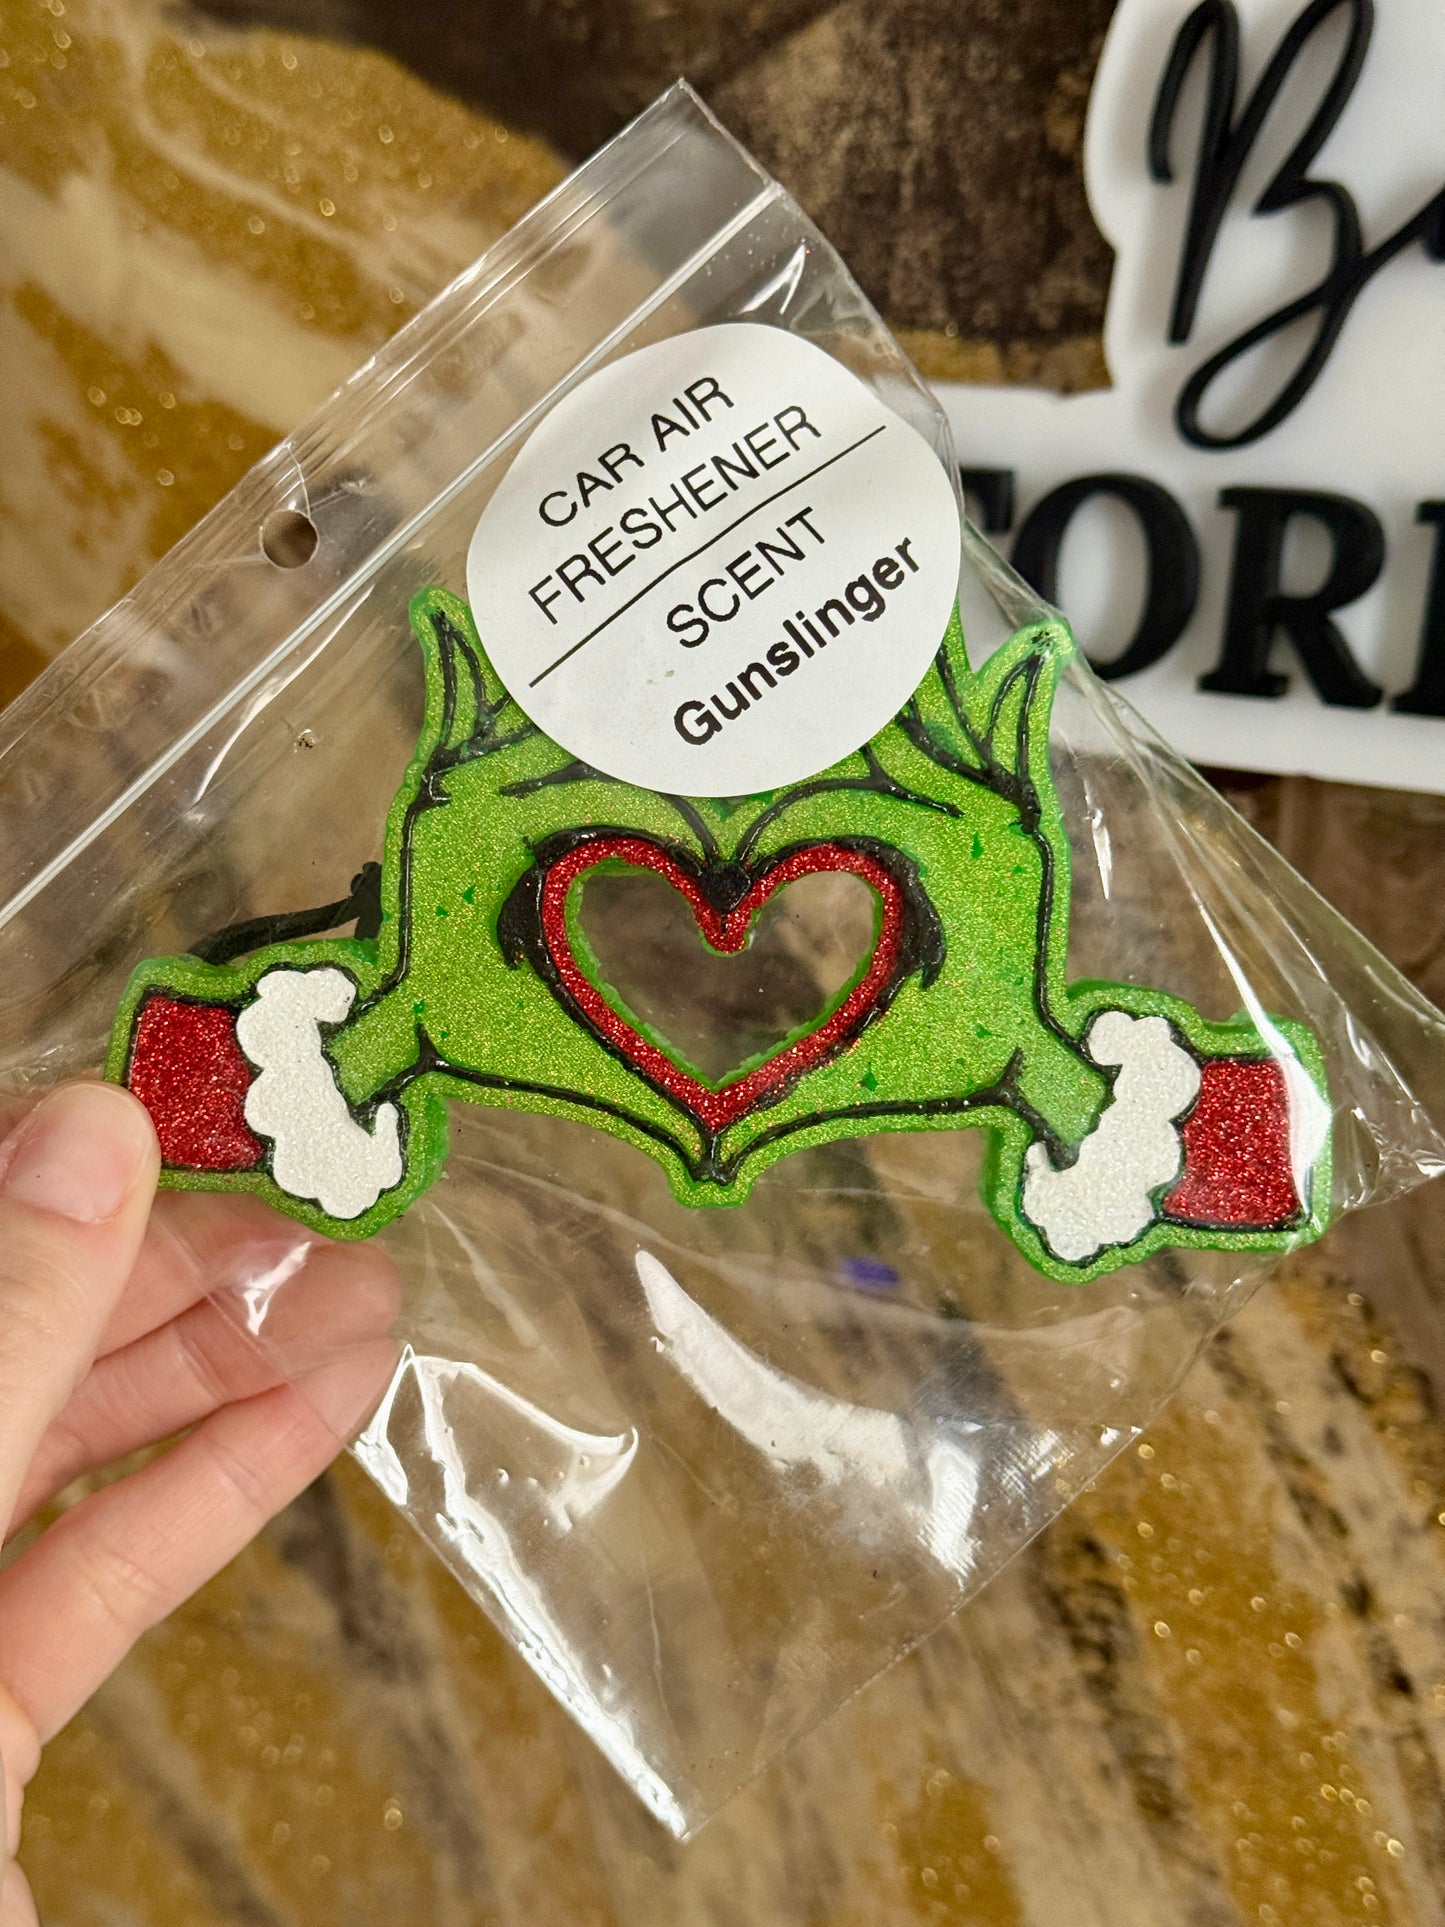 CAR AIR
FRESHENER
SCENT
Gunslinger